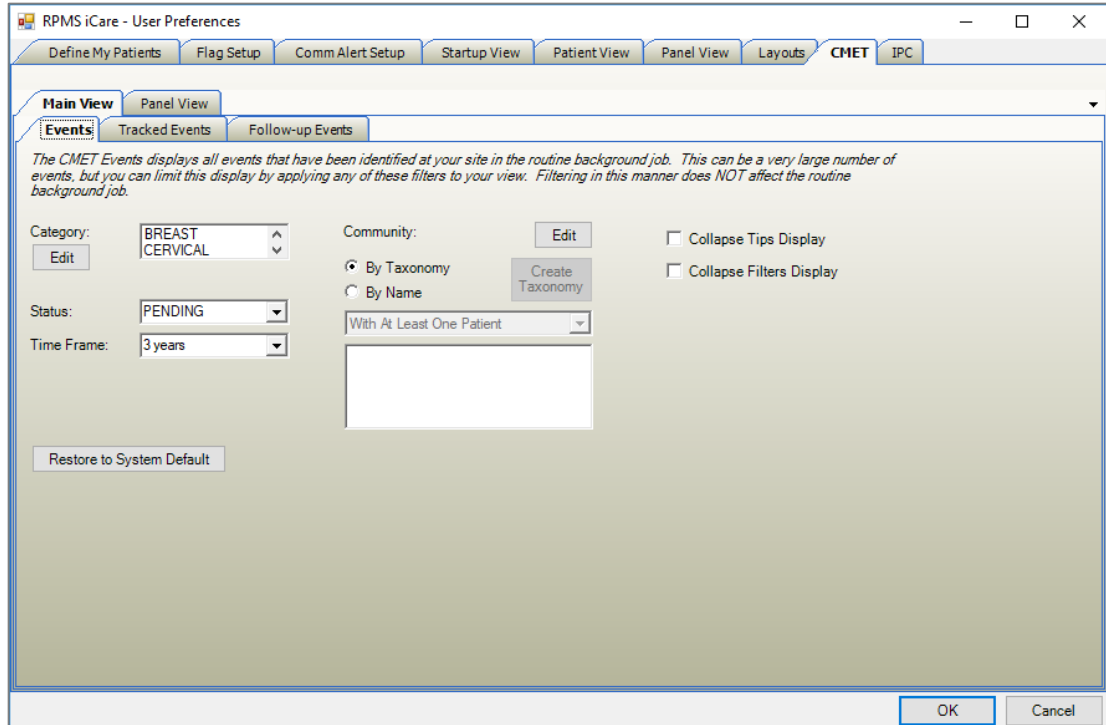 RPMS iCare - User Preferences
Define My Patients Flag Setup Comm Alert Setup Startup View Patient View Panel View Layouts CMET IPC
Main View Panel View
Events Tracked Events Follow-up Events
The CMET Events displays all events that have been identified at your site in the routine background job. This can be a very large number of
events, but you can limit this display by applying any of these filters to your view. Filtering in this manner does NOT affect the routine
background job.
Category:
BREAST
CERVICAL
Edit
Status:
PENDING
Time Frame:
3 years
Community:
Edit
By Taxonomy
By Name
Create
Taxonomy
With At Least One Patient
Collapse Tips Display
Collapse Filters Display
Restore to System Default
OK Cancel